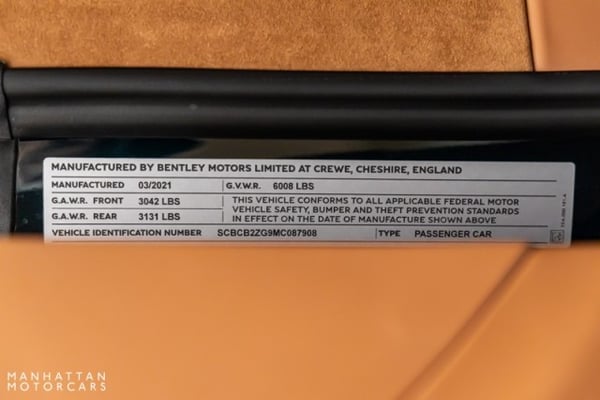 MANUFACTURED BY BENTLEY MOTORS LIMITED AT CREWE, CHESHIRE, ENGLAND
MANUFACTURED 03/2021 G.V.W.R. 6008 LBS
G.A.W.R. FRONT 3042 LBS
G.A.W.R. REAR 3131 LBS
THIS VEHICLE CONFORMS TO ALL APPLICABLE FEDERAL MOTOR
VEHICLE SAFETY, BUMPER AND THEFT PREVENTION STANDARDS
IN EFFECT ON THE DATE OF MANUFACTURE SHOWN ABOVE
VEHICLE IDENTIFICATION NUMBER SCBCB2ZG9MC087908 TYPE PASSENGER CAR
MANHATTAN
MOTORCARS